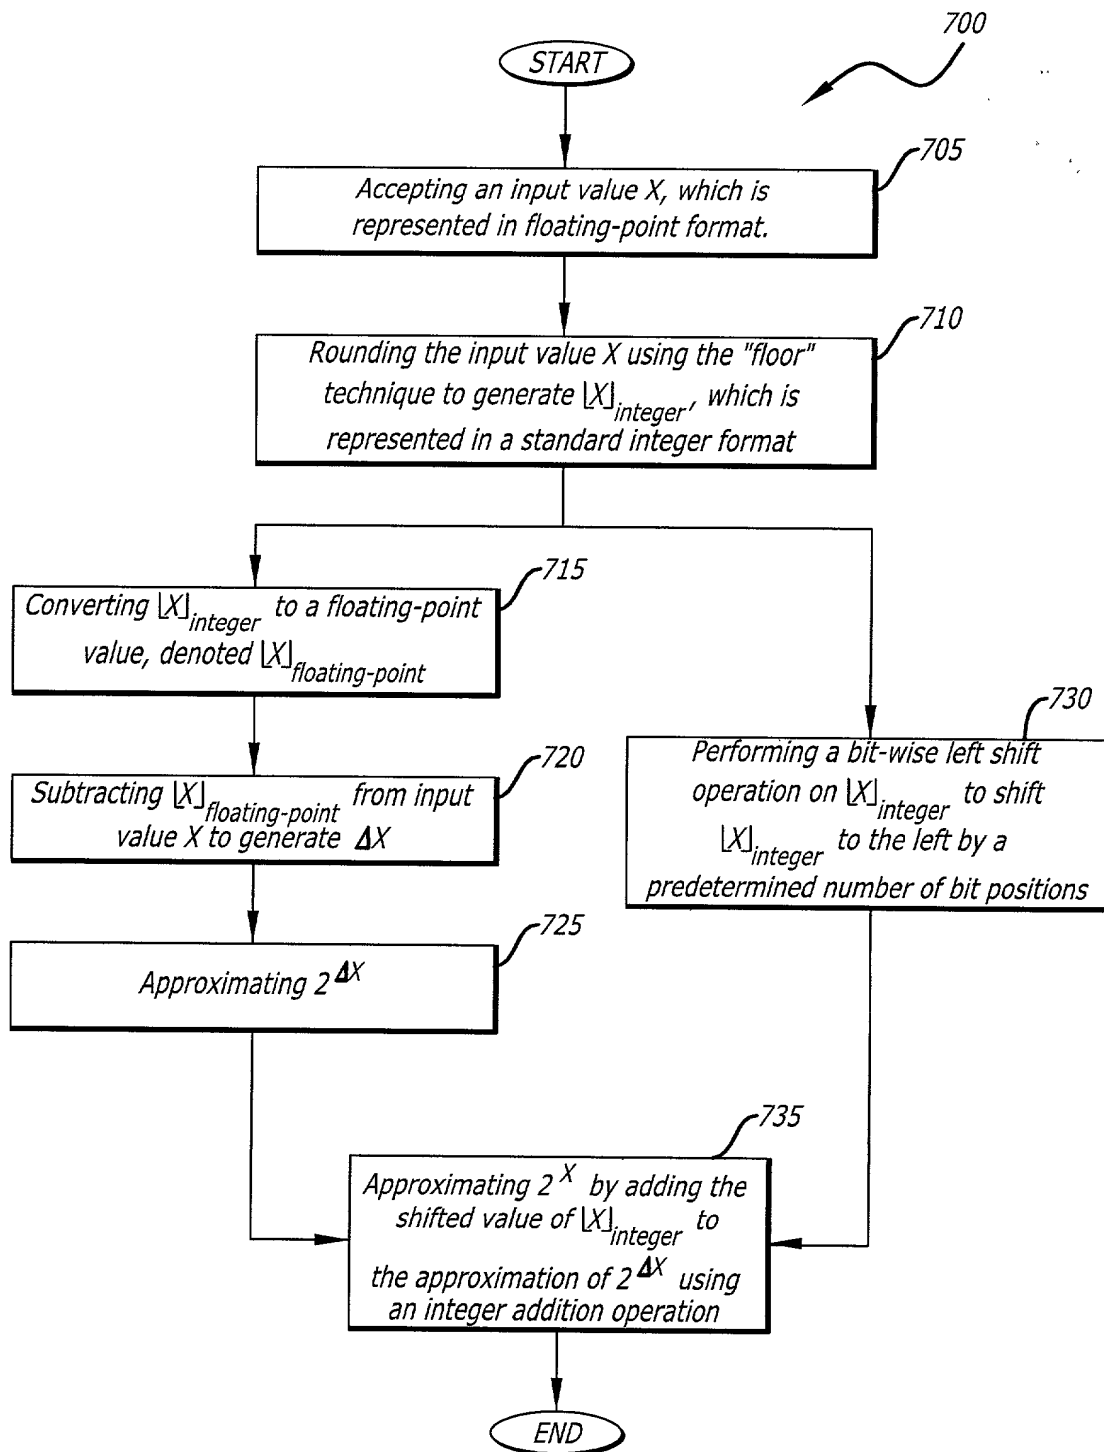 700
START
705
Accepting an input value X, which is
represented in floating-point format.
710
Rounding the input value X using the "floor"
technique to generate ⌊X⌋integer, which is
represented in a standard integer format
715
Converting ⌊X⌋integer to a floating-point
value, denoted ⌊X⌋floating-point
720
Subtracting ⌊X⌋floating-point from input
value X to generate ΔX
725
Approximating 2^ΔX
730
Performing a bit-wise left shift
operation on ⌊X⌋integer to shift
⌊X⌋integer to the left by a
predetermined number of bit positions
735
Approximating 2^X by adding the
shifted value of ⌊X⌋integer to
the approximation of 2^ΔX using
an integer addition operation
END